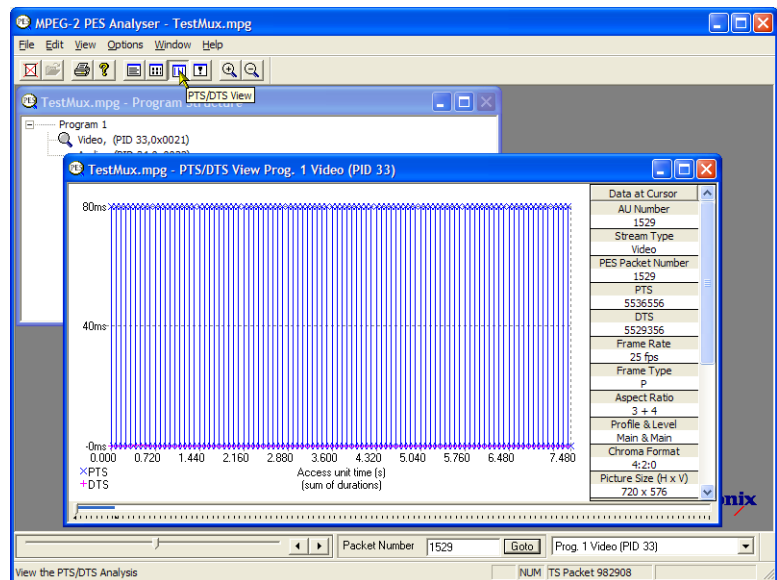 MPEG-2 PES Analyser - TestMux.mpg
File Edit View Options Window Help
PTS/DTS View
TestMux.mpg - Program Structure
Program 1
Video, (PID 33,0x0021)
TestMux.mpg - PTS/DTS View Prog. 1 Video (PID 33)
80ms
40ms
-0ms
0.000 0.720 1.440 2.160 2.880 3.600 4.320 5.040 5.760 6.480 7.480
×PTS
+DTS
Access unit time (s)
(sum of durations)
Data at Cursor
AU Number
1529
Stream Type
Video
PES Packet Number
1529
PTS
5536556
DTS
5529356
Frame Rate
25 fps
Frame Type
P
Aspect Ratio
3 ÷ 4
Profile & Level
Main & Main
Chroma Format
4:2:0
Picture Size (H x V)
720 x 576
nix
Packet Number 1529 Goto Prog. 1 Video (PID 33)
View the PTS/DTS Analysis NUM TS Packet 982908